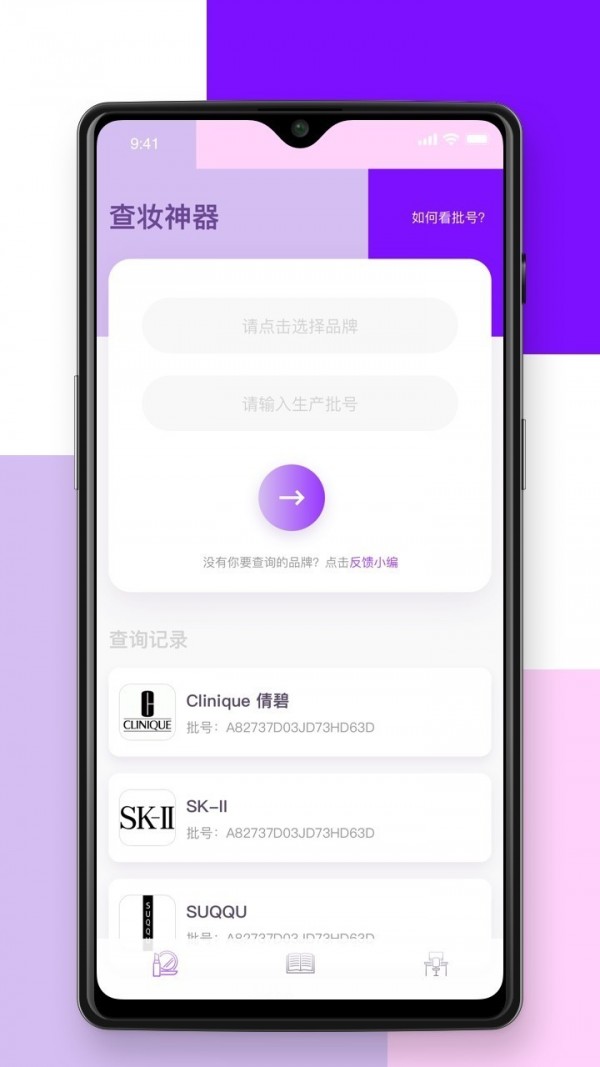 9:41
查妆神器
如何看批号?
请点击选择品牌
请输入生产批号
没有你要查询的品牌? 点击反馈小编
查询记录
C
CLINIQUE
Clinique 倩碧
批号: A82737D03JD73HD63D
SK-II
SK-II
批号: A82737D03JD73HD63D
SUQQU
SUQQU
批号: A82737D03JD73HD63D